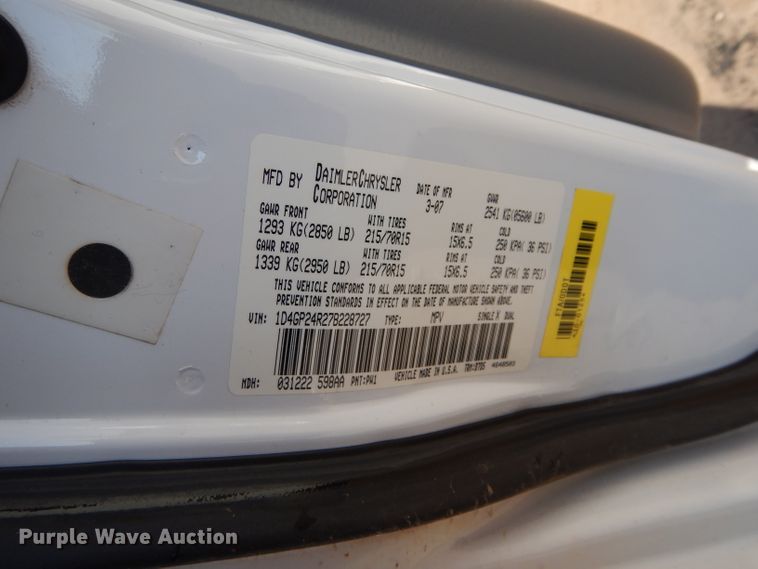 MFD BY DAIMLERCHRYSLER CORPORATION DATE OF MFR 3-07 GVWR 2541 KG(05600 LB)
GAWR FRONT WITH TIRES RIMS AT COLD
1293 KG(2850 LB) 215/70R15 15X6.5 250 KPA( 36 PSI)
GAWR REAR WITH TIRES RIMS AT COLD
1339 KG(2950 LB) 215/70R15 15X6.5 250 KPA( 36 PSI)
THIS VEHICLE CONFORMS TO ALL APPLICABLE FEDERAL MOTOR VEHICLE SAFETY AND THEFT
PREVENTION STANDARDS IN EFFECT ON THE DATE OF MANUFACTURE SHOWN ABOVE.
VIN: 1D4GP24R27B228727 TYPE: MPV SINGLE X DUAL
MDH: 031222 598AA PNT:PW1 VEHICLE MADE IN U.S.A.
Purple Wave Auction